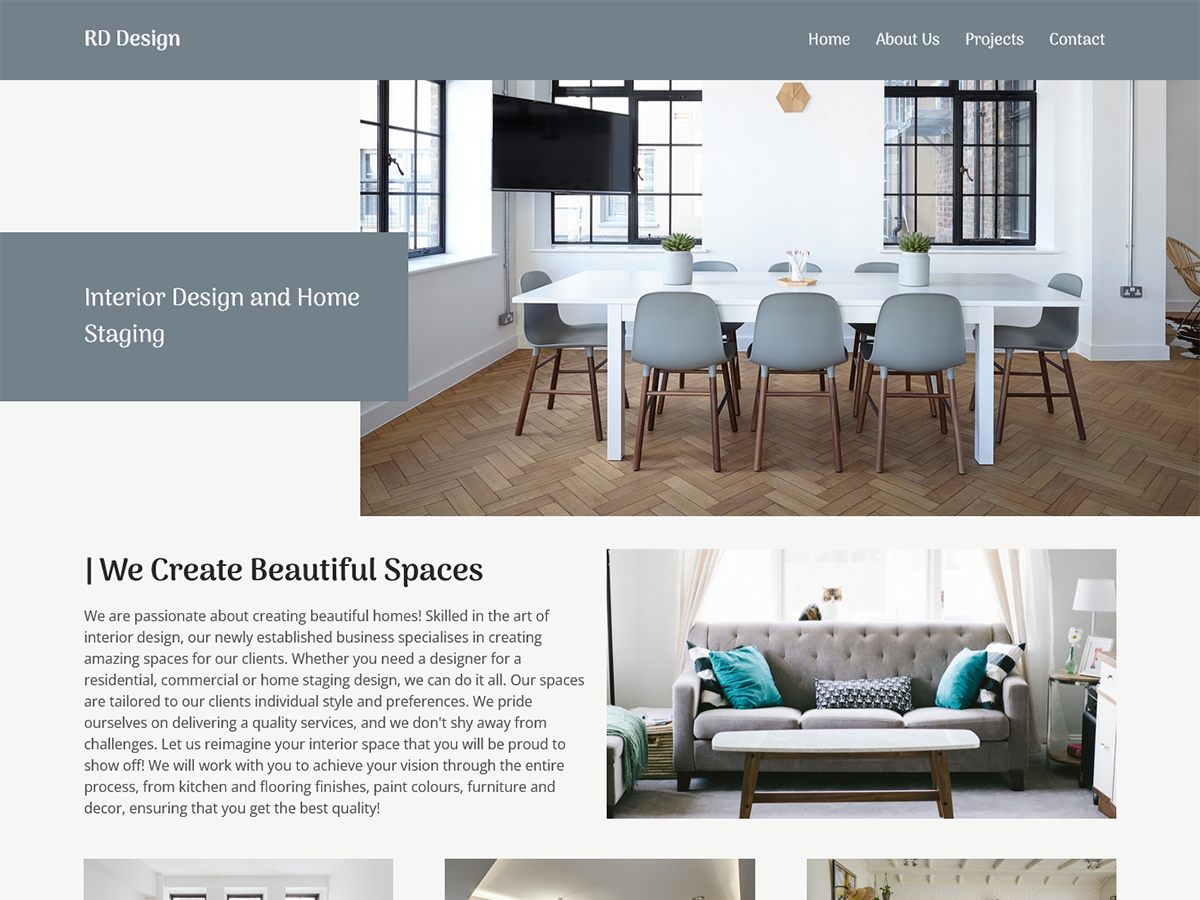 RD Design
Home About Us Projects Contact
Interior Design and Home
Staging
| We Create Beautiful Spaces
We are passionate about creating beautiful homes! Skilled in the art of
interior design, our newly established business specialises in creating
amazing spaces for our clients. Whether you need a designer for a
residential, commercial or home staging design, we can do it all. Our spaces
are tailored to our clients individual style and preferences. We pride
ourselves on delivering a quality services, and we don't shy away from
challenges. Let us reimagine your interior space that you will be proud to
show off! We will work with you to achieve your vision through the entire
process, from kitchen and flooring finishes, paint colours, furniture and
decor, ensuring that you get the best quality!